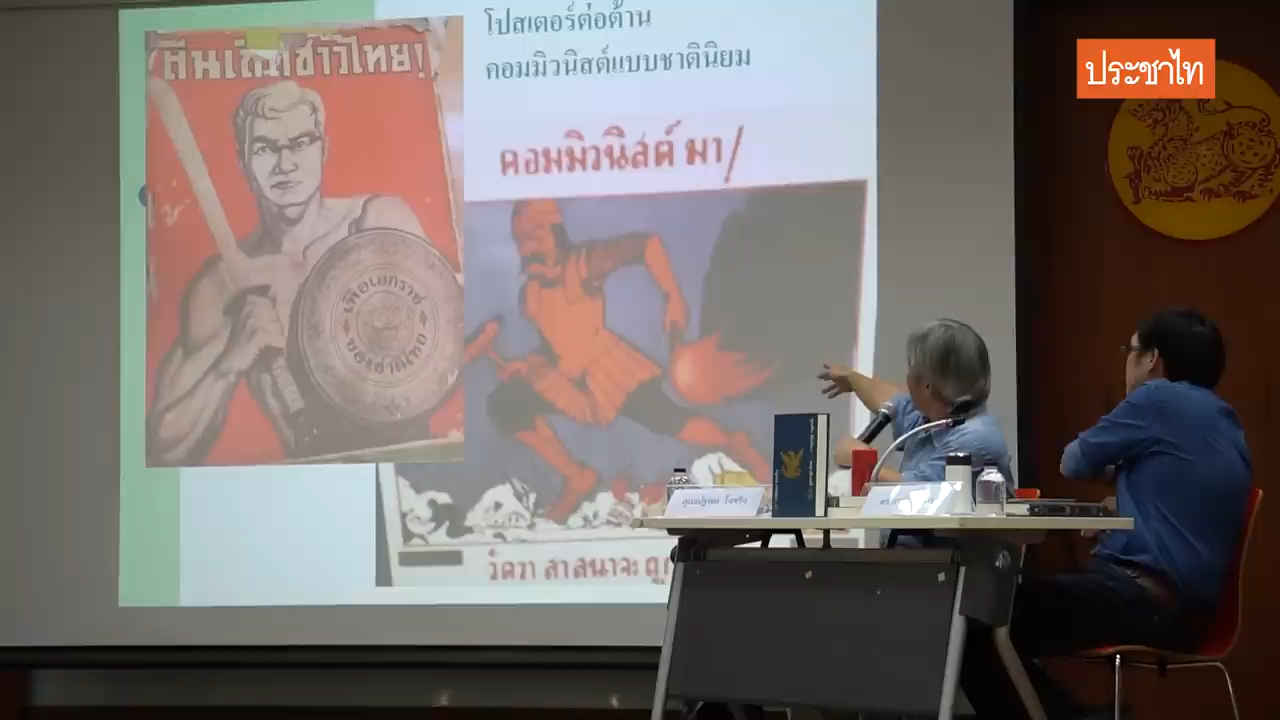 โปสเตอร์ต่อต้าน
คอมมิวนิสต์แบบชาตินิยม
ตื่นเถิดชาวไทย!
เพื่อเอกราช
ของชาติไทย
คอมมิวนิสต์ มา!
วัดวา ศาสนาจะ
ประชาไท